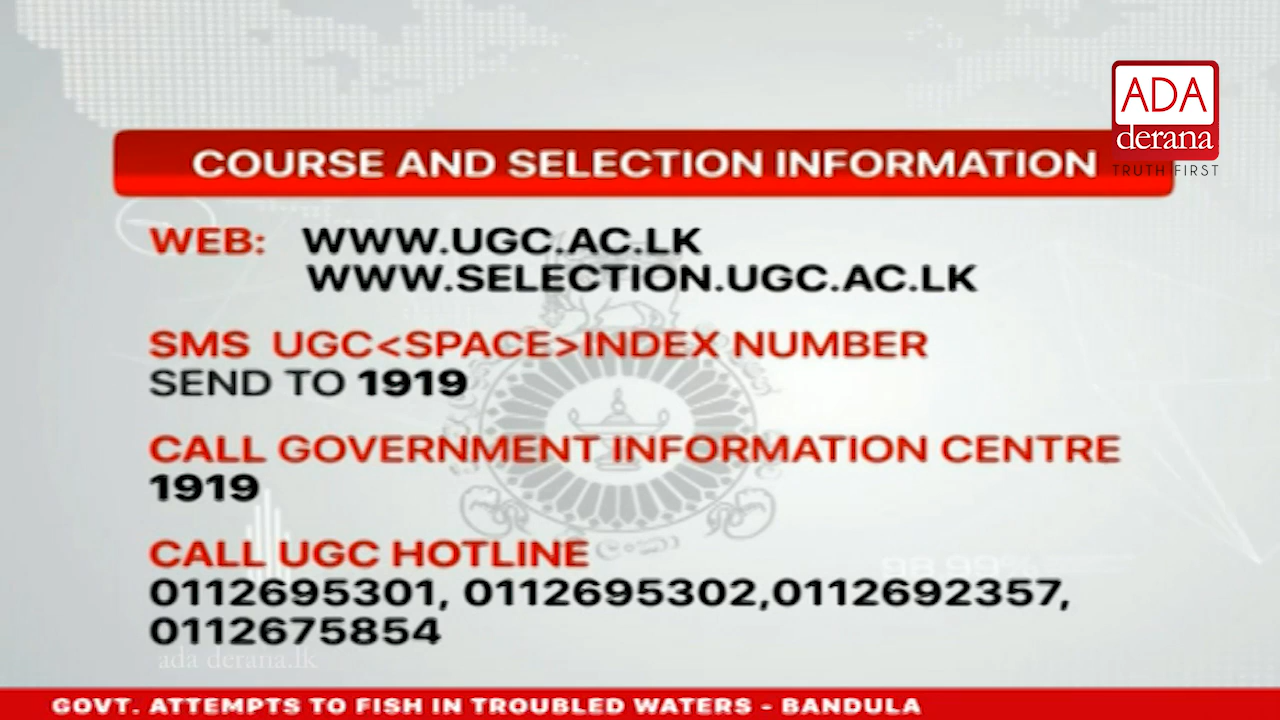 ADA
derana
TRUTH FIRST
COURSE AND SELECTION INFORMATION
WEB: WWW.UGC.AC.LK
WWW.SELECTION.UGC.AC.LK
SMS UGC<SPACE>INDEX NUMBER
SEND TO 1919
CALL GOVERNMENT INFORMATION CENTRE
1919
CALL UGC HOTLINE
0112695301, 0112695302,0112692357,
0112675854
ada derana.lk
GOVT. ATTEMPTS TO FISH IN TROUBLED WATERS - BANDULA